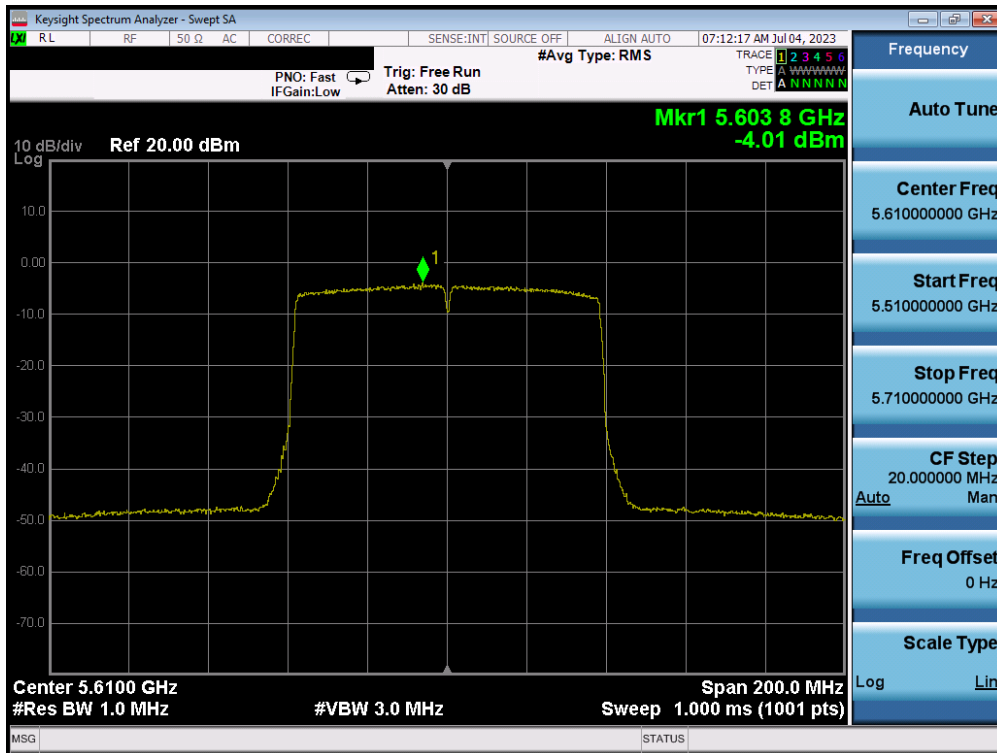 Keysight Spectrum Analyzer - Swept SA
LXI RL RF 50 Ω AC CORREC SENSE:INT SOURCE OFF ALIGN AUTO 07:12:17 AM Jul 04, 2023
#Avg Type: RMS
TRACE 1 2 3 4 5 6
PNO: Fast Trig: Free Run
TYPE A WWWWWW
IFGain:Low Atten: 30 dB
DET A N N N N N
Mkr1 5.603 8 GHz
-4.01 dBm
10 dB/div Ref 20.00 dBm
Log
10.0
0.00
1
-10.0
-20.0
-30.0
-40.0
-50.0
-60.0
-70.0
Center 5.6100 GHz Span 200.0 MHz
#Res BW 1.0 MHz #VBW 3.0 MHz Sweep 1.000 ms (1001 pts)
MSG STATUS
Frequency
Auto Tune
Center Freq
5.610000000 GHz
Start Freq
5.510000000 GHz
Stop Freq
5.710000000 GHz
CF Step
20.000000 MHz
Auto Man
Freq Offset
0 Hz
Scale Type
Log Lin